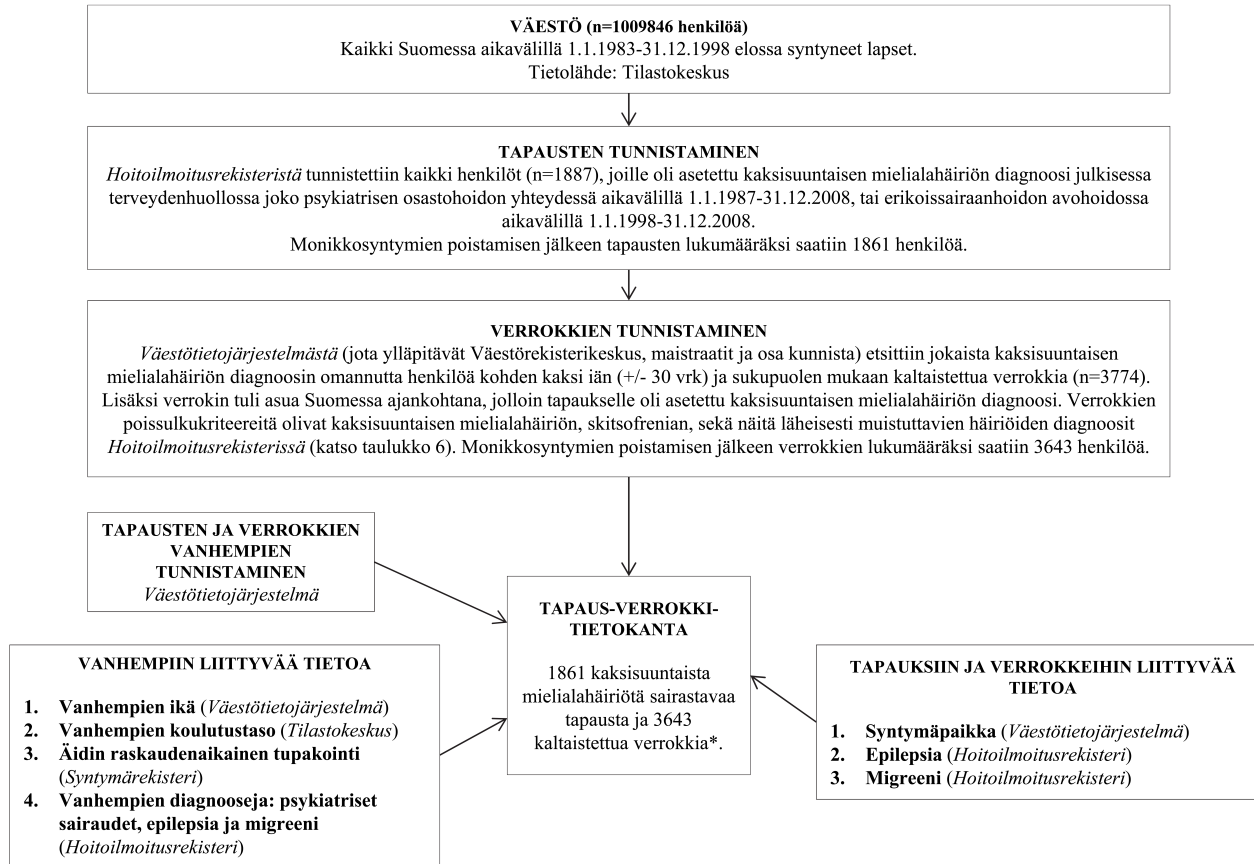 VÄESTÖ (n=1009846 henkilöä)
Kaikki Suomessa aikavälillä 1.1.1983-31.12.1998 elossa syntyneet lapset.
Tietolähde: Tilastokeskus
TAPAUSTEN TUNNISTAMINEN
Hoitoilmoitusrekisteristä tunnistettiin kaikki henkilöt (n=1887), joille oli asetettu kaksisuuntaisen mielialahäiriön diagnoosi julkisessa
terveydenhuollossa joko psykiatrisen osastohoidon yhteydessä aikavälillä 1.1.1987-31.12.2008, tai erikoissairaanhoidon avohoidossa
aikavälillä 1.1.1998-31.12.2008.
Monikkosyntymien poistamisen jälkeen tapausten lukumääräksi saatiin 1861 henkilöä.
VERROKKIEN TUNNISTAMINEN
Väestötietojärjestelmästä (jota ylläpitävät Väestörekisterikeskus, maistraatit ja osa kunnista) etsittiin jokaista kaksisuuntaisen
mielialahäiriön diagnoosin omannutta henkilöä kohden kaksi iän (+/- 30 vrk) ja sukupuolen mukaan kaltaistettua verrokkia (n=3774).
Lisäksi verrokin tuli asua Suomessa ajankohtana, jolloin tapaukselle oli asetettu kaksisuuntaisen mielialahäiriön diagnoosi. Verrokkien
poissulkukriteereitä olivat kaksisuuntaisen mielialahäiriön, skitsofrenian, sekä näitä läheisesti muistuttavien häiriöiden diagnoosit
Hoitoilmoitusrekisterissä (katso taulukko 6). Monikkosyntymien poistamisen jälkeen verrokkien lukumääräksi saatiin 3643 henkilöä.
TAPAUSTEN JA VERROKKIEN
VANHEMPIEN
TUNNISTAMINEN
Väestötietojärjestelmä
TAPAUS-VERROKKI-
TIETOKANTA
1861 kaksisuuntaista
mielialahäiriötä sairastavaa
tapausta ja 3643
kaltaistettua verrokkia*.
VANHEMPIIN LIITTYVÄÄ TIETOA
1. Vanhempien ikä (Väestötietojärjestelmä)
2. Vanhempien koulutustaso (Tilastokeskus)
3. Äidin raskaudenaikainen tupakointi
(Syntymärekisteri)
4. Vanhempien diagnooseja: psykiatriset
sairaudet, epilepsia ja migreeni
(Hoitoilmoitusrekisteri)
TAPAUKSIIN JA VERROKKEIHIN LIITTYVÄÄ
TIETOA
1. Syntymäpaikka (Väestötietojärjestelmä)
2. Epilepsia (Hoitoilmoitusrekisteri)
3. Migreeni (Hoitoilmoitusrekisteri)